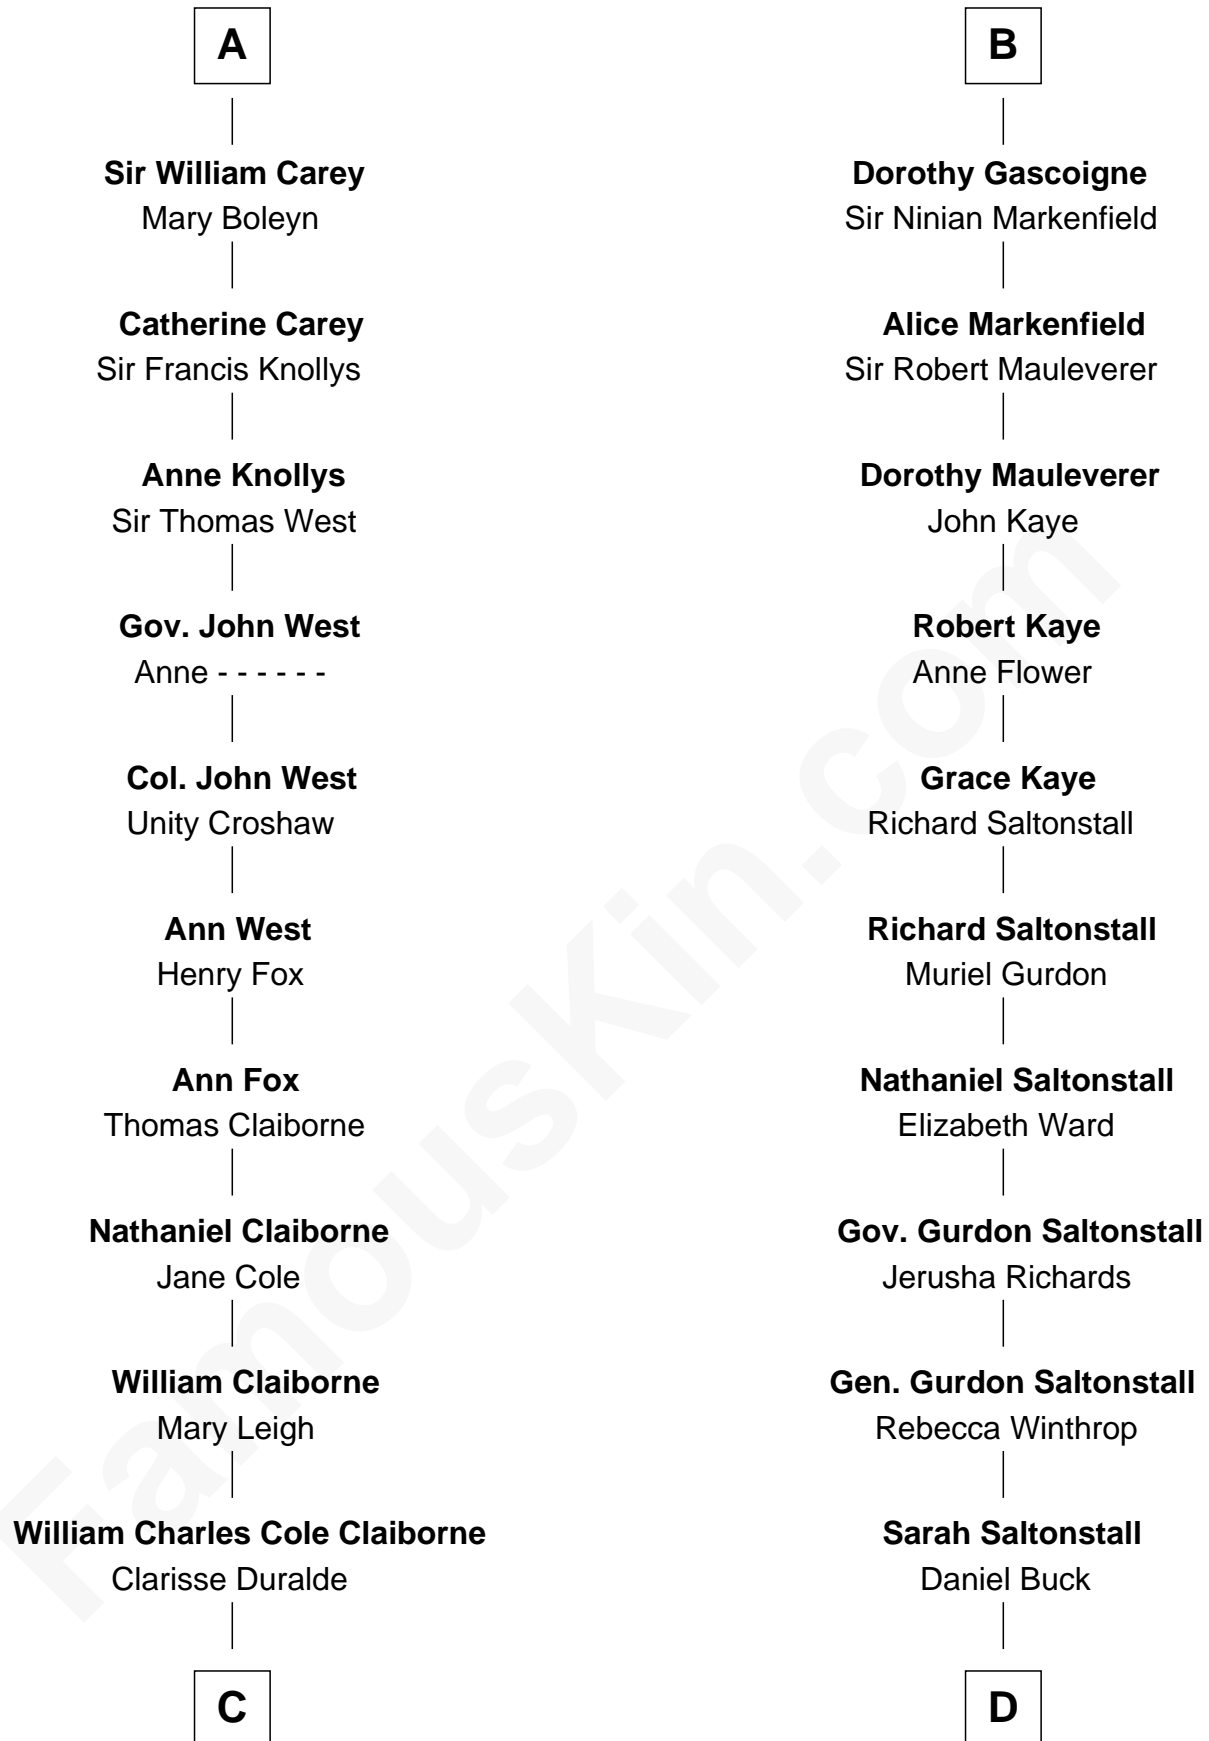 A
Sir William Carey
Mary Boleyn
Catherine Carey
Sir Francis Knollys
Anne Knollys
Sir Thomas West
Gov. John West
Anne - - - - - -
Col. John West
Unity Croshaw
Ann West
Henry Fox
Ann Fox
Thomas Claiborne
Nathaniel Claiborne
Jane Cole
William Claiborne
Mary Leigh
William Charles Cole Claiborne
Clarisse Duralde
C
B
Dorothy Gascoigne
Sir Ninian Markenfield
Alice Markenfield
Sir Robert Mauleverer
Dorothy Mauleverer
John Kaye
Robert Kaye
Anne Flower
Grace Kaye
Richard Saltonstall
Richard Saltonstall
Muriel Gurdon
Nathaniel Saltonstall
Elizabeth Ward
Gov. Gurdon Saltonstall
Jerusha Richards
Gen. Gurdon Saltonstall
Rebecca Winthrop
Sarah Saltonstall
Daniel Buck
D
FamousKin.com